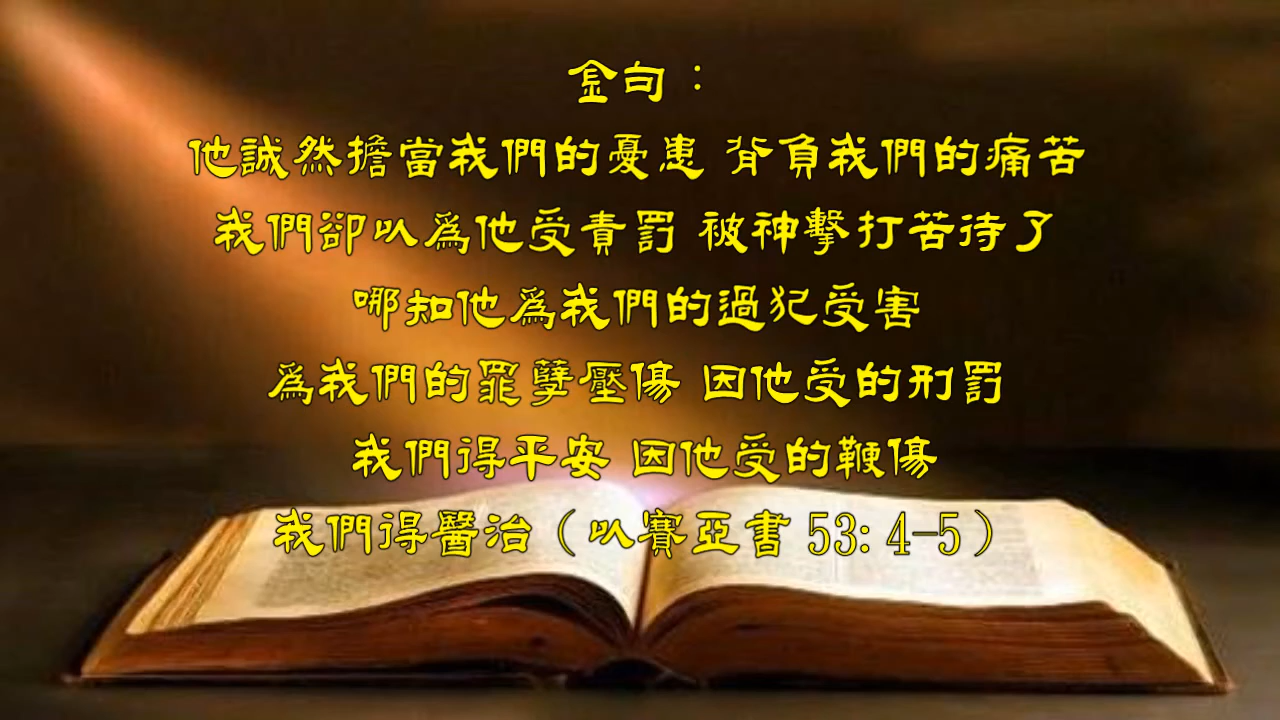 金句：
他誠然擔當我們的憂患 背負我們的痛苦
我們卻以為他受責罰 被神擊打苦待了
哪知他為我們的過犯受害
為我們的罪孽壓傷 因他受的刑罰
我們得平安 因他受的鞭傷
我們得醫治（以賽亞書 53: 4-5）